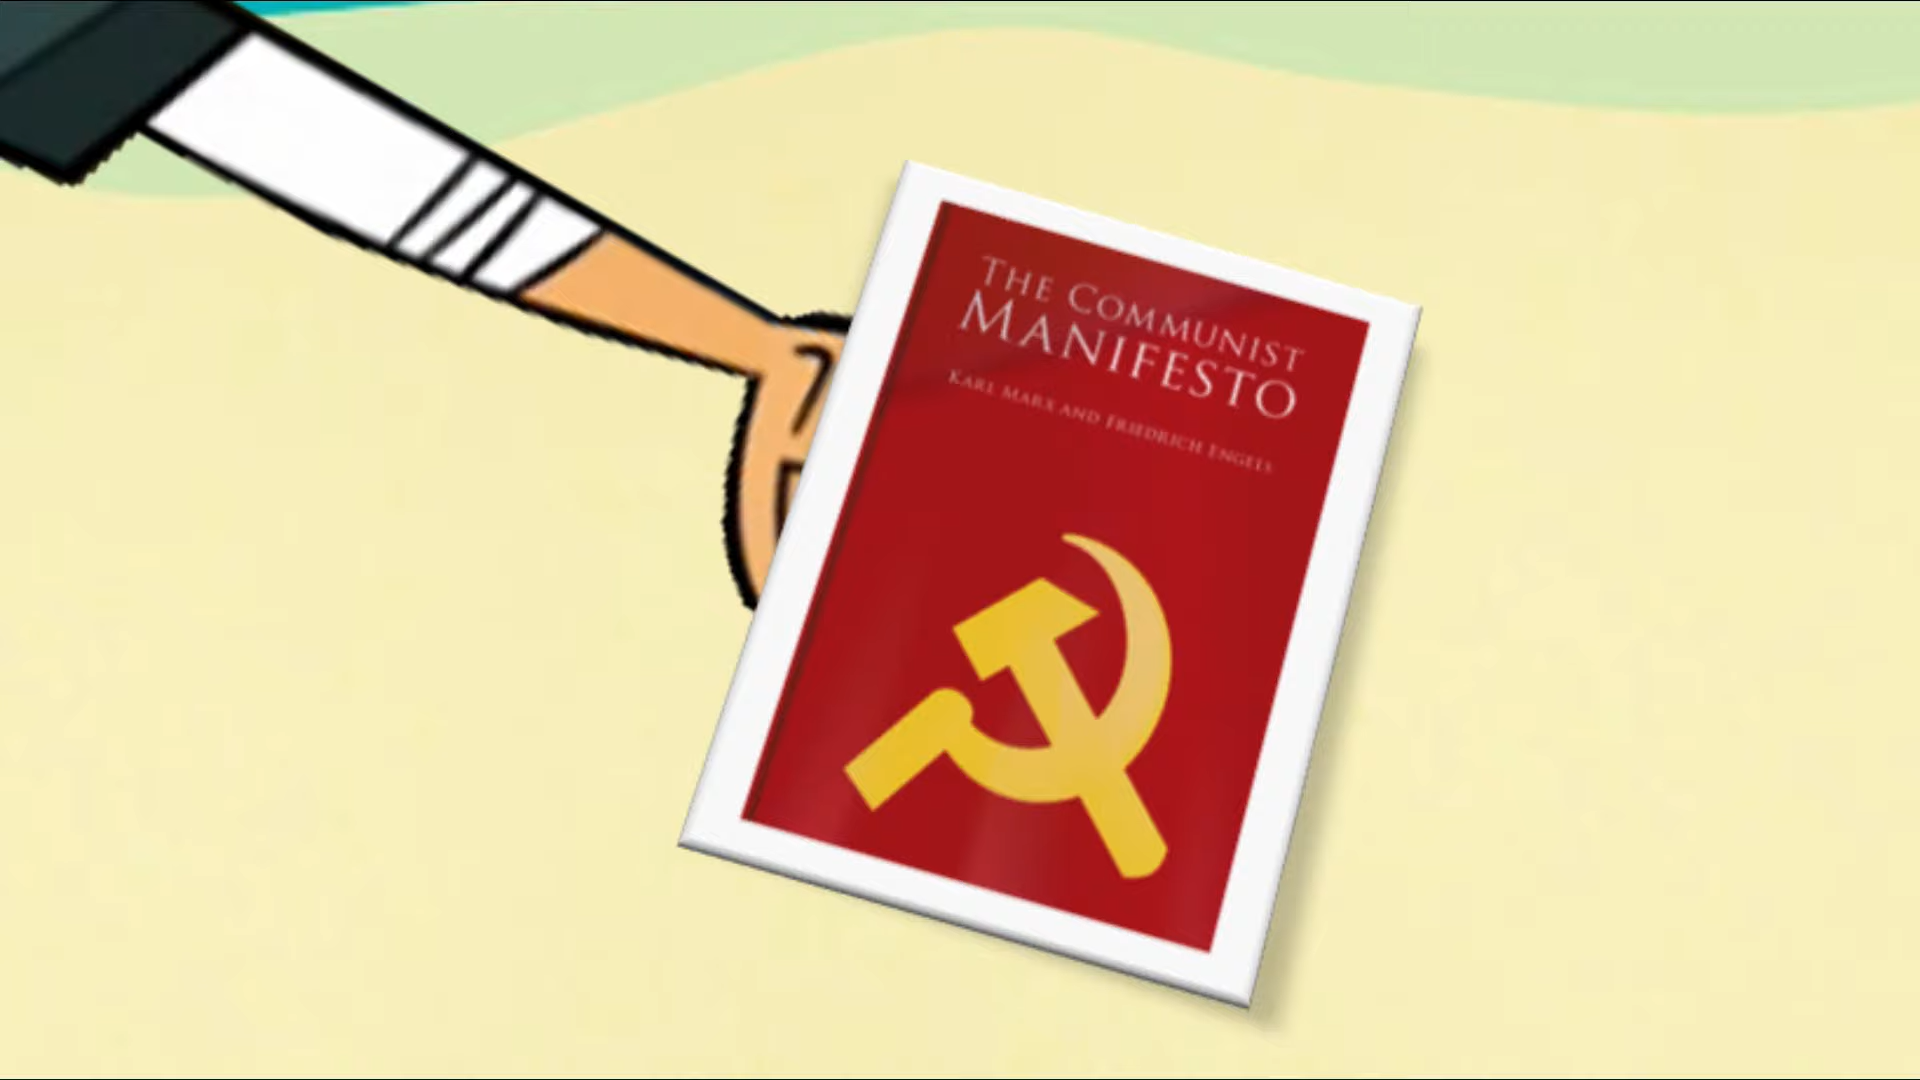 THE COMMUNIST
MANIFESTO
KARL MARX AND FRIEDRICH ENGELS